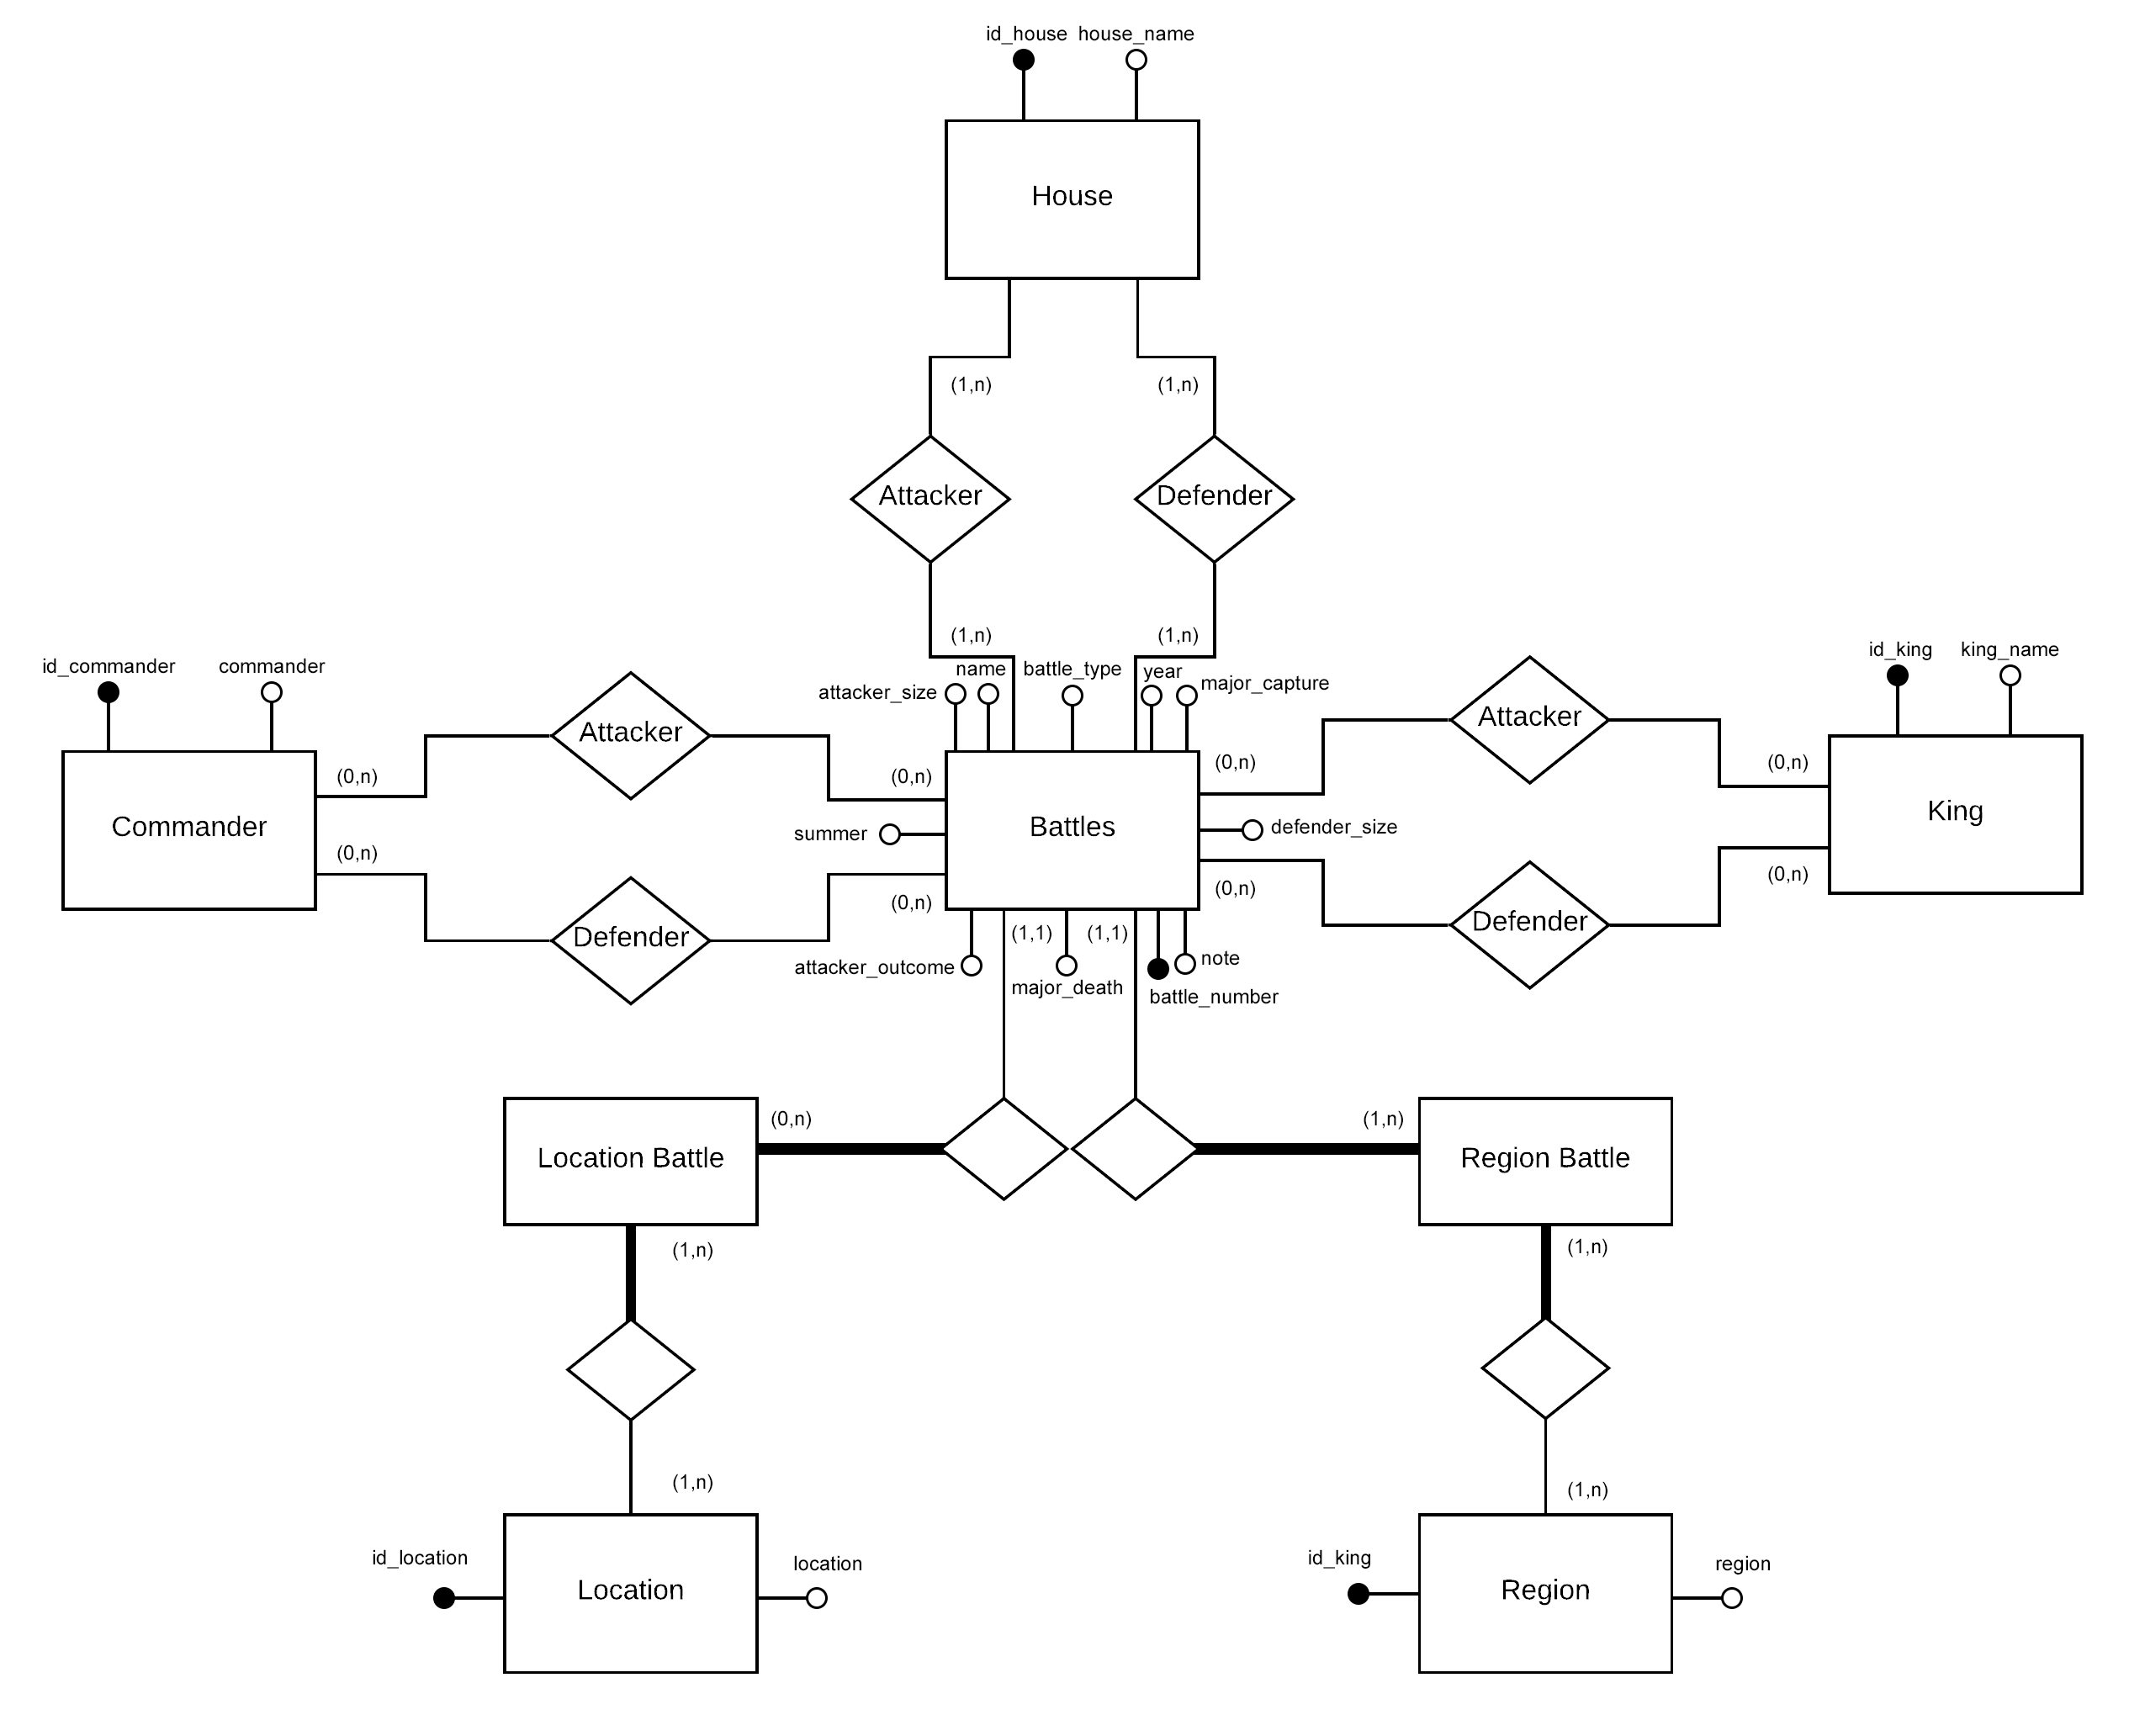 id_house house_name
House
(1,n) (1,n)
Attacker Defender
(1,n) (1,n)
id_commander commander
name battle_type year
attacker_size major_capture
id_king king_name
Attacker Attacker
(0,n) (0,n) (0,n) (0,n)
Commander Battles King
summer defender_size
(0,n) (0,n) (0,n) (0,n)
Defender Defender
(1,1) (1,1)
attacker_outcome note
major_death battle_number
(0,n) (1,n)
Location Battle Region Battle
(1,n) (1,n)
(1,n) (1,n)
id_location location id_king region
Location Region